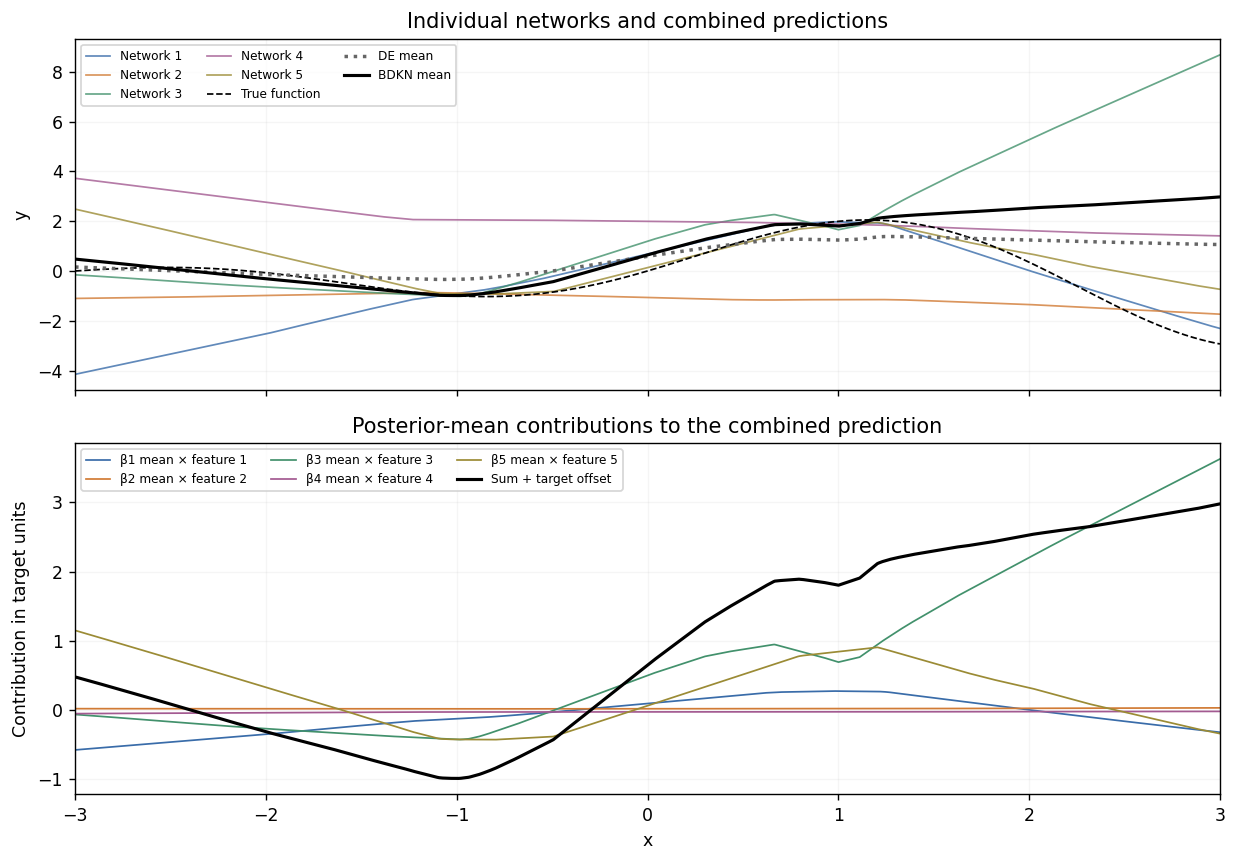 Individual networks and combined predictions
Network 1
Network 2
Network 3
Network 4
Network 5
True function
DE mean
BDKN mean
y
8
6
4
2
0
−2
−4
Posterior-mean contributions to the combined prediction
β1 mean × feature 1
β2 mean × feature 2
β3 mean × feature 3
β4 mean × feature 4
β5 mean × feature 5
Sum + target offset
Contribution in target units
3
2
1
0
−1
−3
−2
−1
0
1
2
3
x